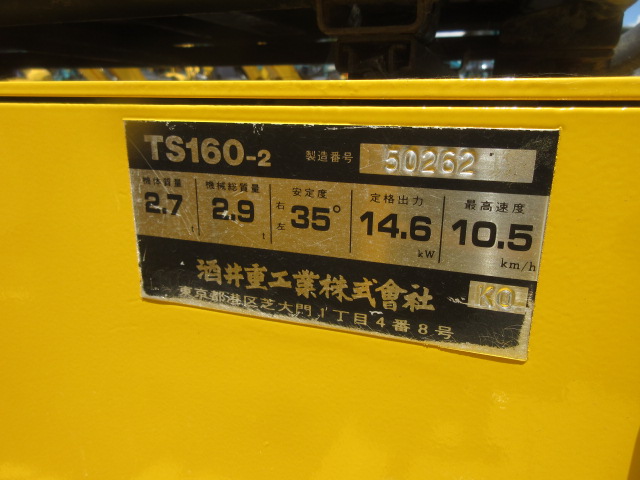 TS160-2 製造番号 50262
機体質量 機械総質量 安定度 定格出力 最高速度
2.7 t 2.9 t 右左 35° 14.6 kW 10.5 km/h
酒井重工業株式會社 KO
東京都港区芝大門1丁目4番8号